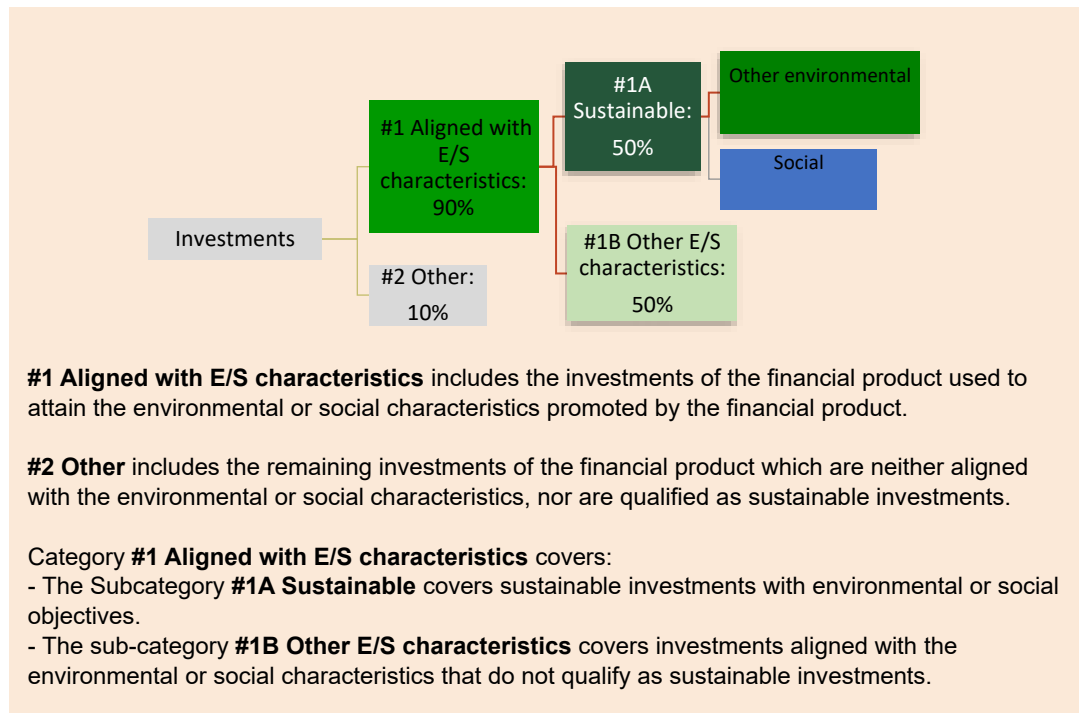 Investments
#1 Aligned with
E/S
characteristics:
90%
#2 Other:
10%
#1A
Sustainable:
50%
#1B Other E/S
characteristics:
50%
Other environmental
Social
#1 Aligned with E/S characteristics includes the investments of the financial product used to
attain the environmental or social characteristics promoted by the financial product.
#2 Other includes the remaining investments of the financial product which are neither aligned
with the environmental or social characteristics, nor are qualified as sustainable investments.
Category #1 Aligned with E/S characteristics covers:
- The Subcategory #1A Sustainable covers sustainable investments with environmental or social
objectives.
- The sub-category #1B Other E/S characteristics covers investments aligned with the
environmental or social characteristics that do not qualify as sustainable investments.